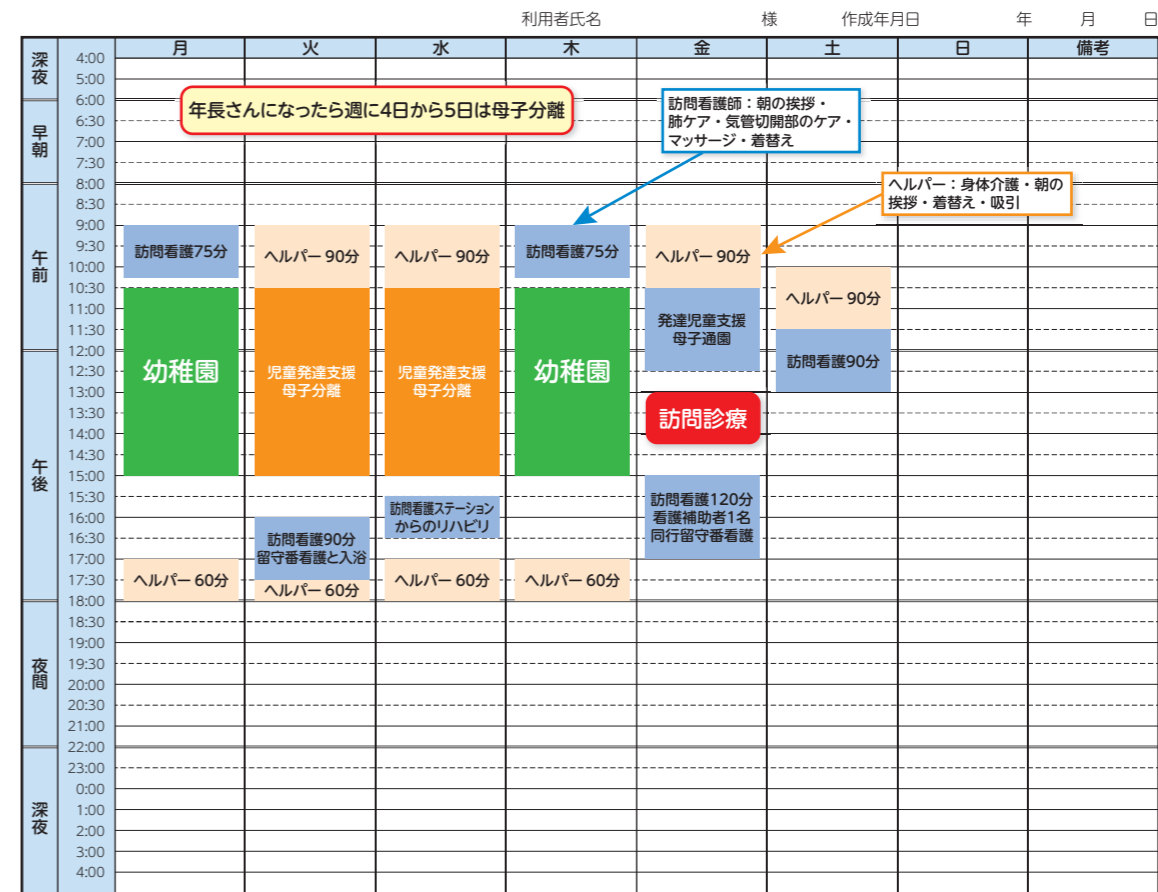 利用者氏名 様 作成年月日 年 月 日
月 火 水 木 金 土 日 備考
深夜
4:00
5:00
早朝
6:00
6:30
7:00
7:30
午前
8:00
8:30
9:00
9:30
10:00
10:30
11:00
11:30
午後
12:00
12:30
13:00
13:30
14:00
14:30
15:00
15:30
16:00
16:30
17:00
17:30
夜間
18:00
18:30
19:00
19:30
20:00
20:30
21:00
深夜
22:00
23:00
0:00
1:00
2:00
3:00
4:00
年長さんになったら週に4日から5日は母子分離
訪問看護師：朝の挨拶・
肺ケア・気管切開部のケア・
マッサージ・着替え
ヘルパー：身体介護・朝の
挨拶・着替え・吸引
訪問看護75分
幼稚園
ヘルパー 60分
ヘルパー 90分
児童発達支援
母子分離
訪問看護90分
留守番看護と入浴
ヘルパー 60分
ヘルパー 90分
児童発達支援
母子分離
訪問看護ステーション
からのリハビリ
ヘルパー 60分
訪問看護75分
幼稚園
ヘルパー 60分
ヘルパー 90分
発達児童支援
母子通園
訪問診療
訪問看護120分
看護補助者1名
同行留守番看護
ヘルパー 90分
訪問看護90分